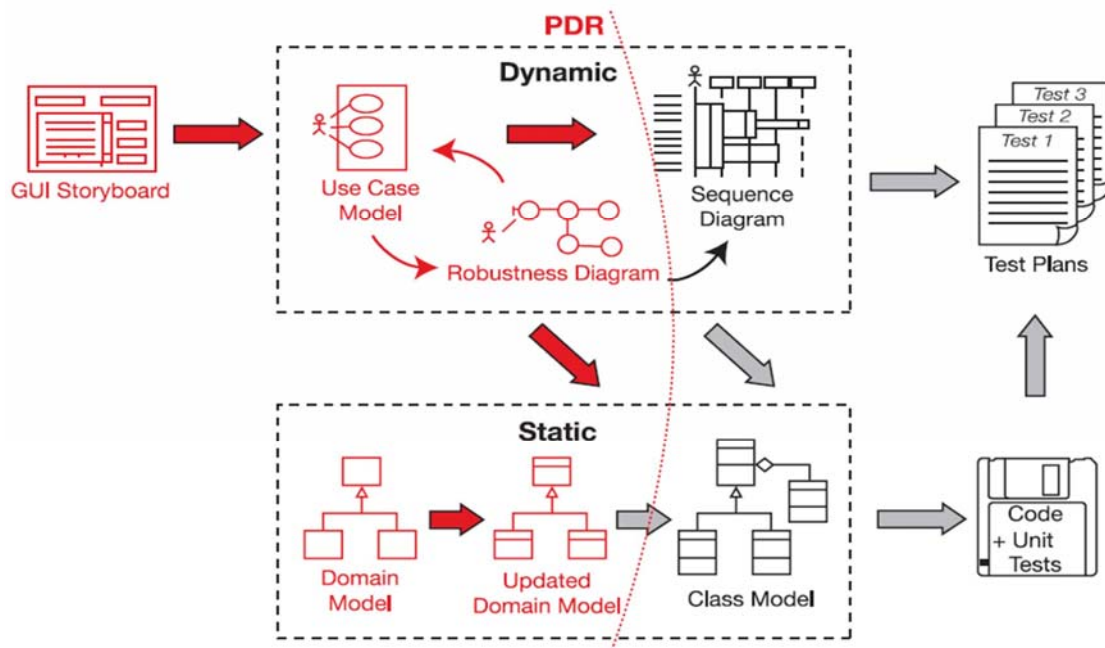 PDR
Dynamic
GUI Storyboard
Use Case
Model
Robustness Diagram
Sequence
Diagram
Test 3
Test 2
Test 1
Test Plans
Static
Domain
Model
Updated
Domain Model
Class Model
Code
+ Unit
Tests